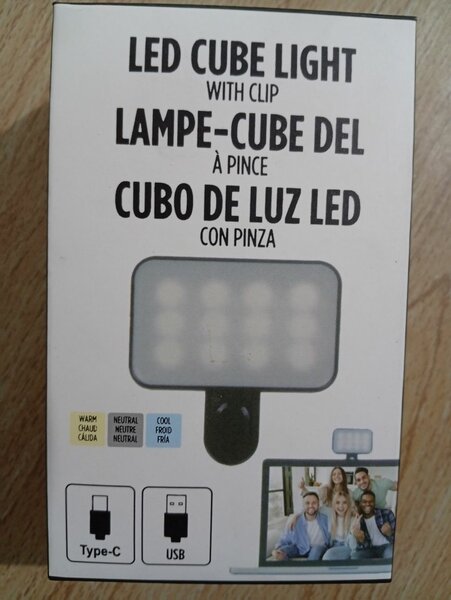 LED CUBE LIGHT
WITH CLIP
LAMPE-CUBE DEL
À PINCE
CUBO DE LUZ LED
CON PINZA
WARM
CHAUD
CÁLIDA
NEUTRAL
NEUTRE
NEUTRAL
COOL
FROID
FRÍA
Type-C
USB